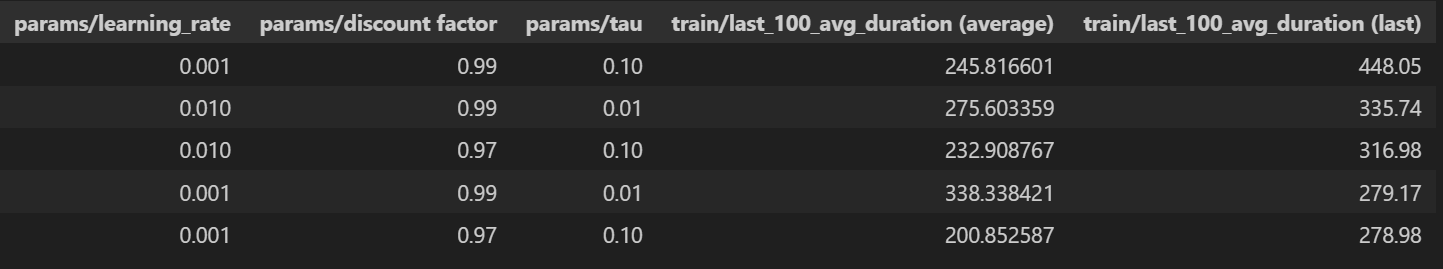 params/learning_rate params/discount factor params/tau train/last_100_avg_duration (average) train/last_100_avg_duration (last)
0.001 0.99 0.10 245.816601 448.05
0.010 0.99 0.01 275.603359 335.74
0.010 0.97 0.10 232.908767 316.98
0.001 0.99 0.01 338.338421 279.17
0.001 0.97 0.10 200.852587 278.98